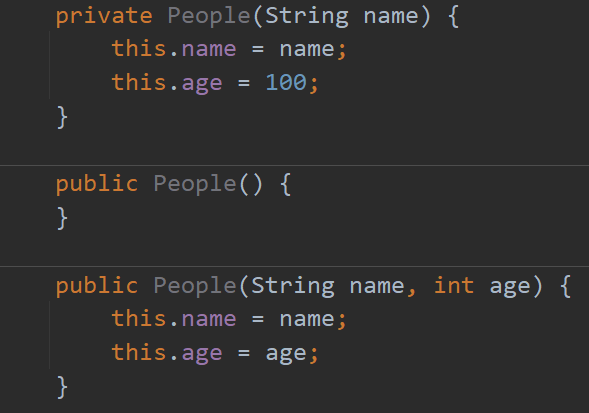 private People(String name) {
    this.name = name;
    this.age = 100;
}
public People() {
}
public People(String name, int age) {
    this.name = name;
    this.age = age;
}